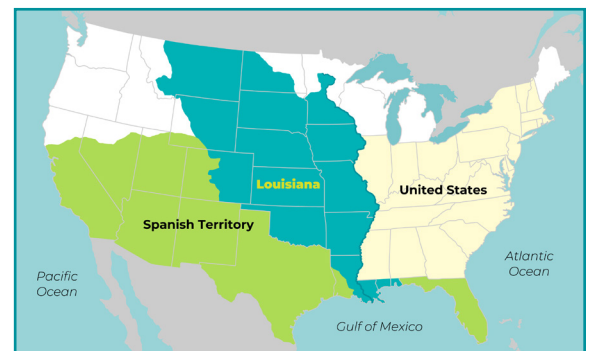 Louisiana
United States
Spanish Territory
Atlantic
Ocean
Pacific
Ocean
Gulf of Mexico